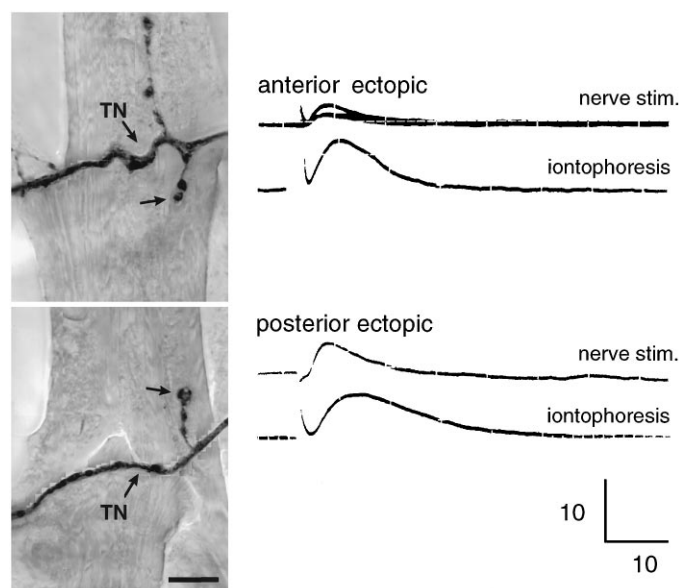 TN
anterior ectopic
nerve stim.
iontophoresis
posterior ectopic
nerve stim.
iontophoresis
TN
10
10